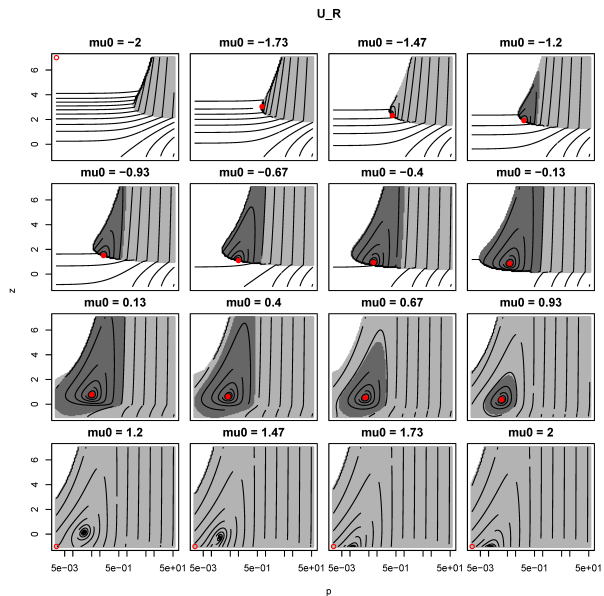 U_R
mu0 = −2 mu0 = −1.73 mu0 = −1.47 mu0 = −1.2
6
4
2
0
mu0 = −0.93 mu0 = −0.67 mu0 = −0.4 mu0 = −0.13
6
4
2
0
z
mu0 = 0.13 mu0 = 0.4 mu0 = 0.67 mu0 = 0.93
6
4
2
0
mu0 = 1.2 mu0 = 1.47 mu0 = 1.73 mu0 = 2
6
4
2
0
5e−03 5e−01 5e+01 5e−03 5e−01 5e+01 5e−03 5e−01 5e+01 5e−03 5e−01 5e+01
p